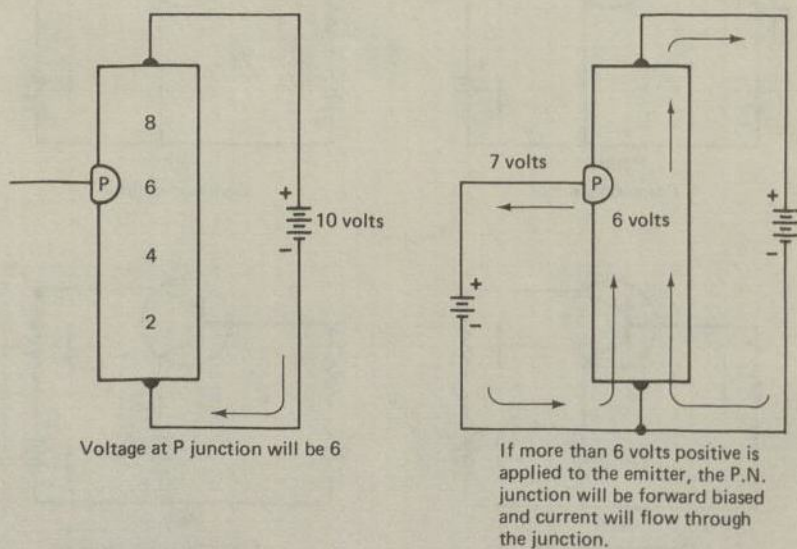 8
P
6
+
10 volts
4
-
2
Voltage at P junction will be 6
7 volts
P
6 volts
+
-
+
-
If more than 6 volts positive is
applied to the emitter, the P.N.
junction will be forward biased
and current will flow through
the junction.